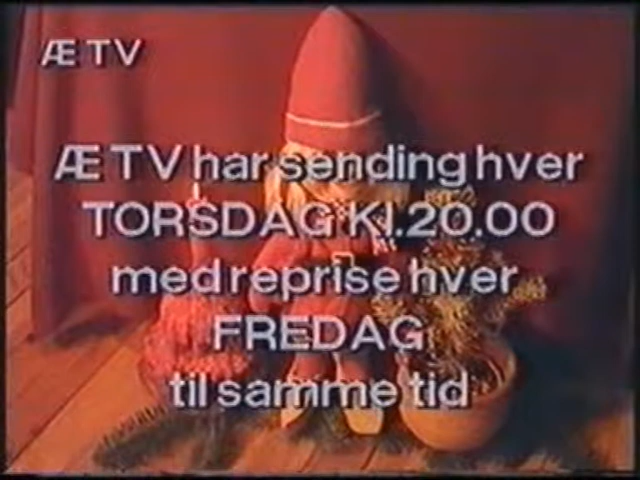 Æ TV
Æ TV har sending hver
TORSDAG Kl.20.00
med reprise hver
FREDAG
til samme tid